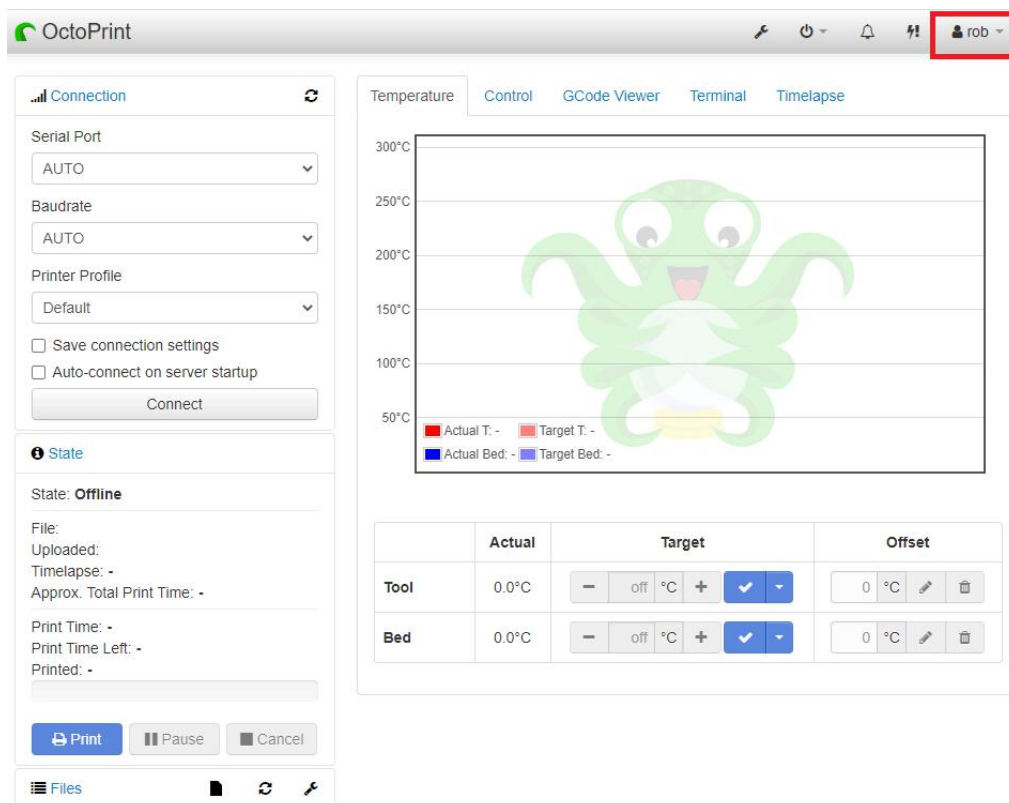 OctoPrint
rob
Connection
Serial Port
AUTO
Baudrate
AUTO
Printer Profile
Default
Save connection settings
Auto-connect on server startup
Connect
State
State: Offline
File:
Uploaded:
Timelapse: -
Approx. Total Print Time: -
Print Time: -
Print Time Left: -
Printed: -
Print Pause Cancel
Files
Temperature Control GCode Viewer Terminal Timelapse
300°C
250°C
200°C
150°C
100°C
50°C
Actual T: - Target T: -
Actual Bed: - Target Bed: -
Actual Target Offset
Tool 0.0°C off °C 0 °C
Bed 0.0°C off °C 0 °C